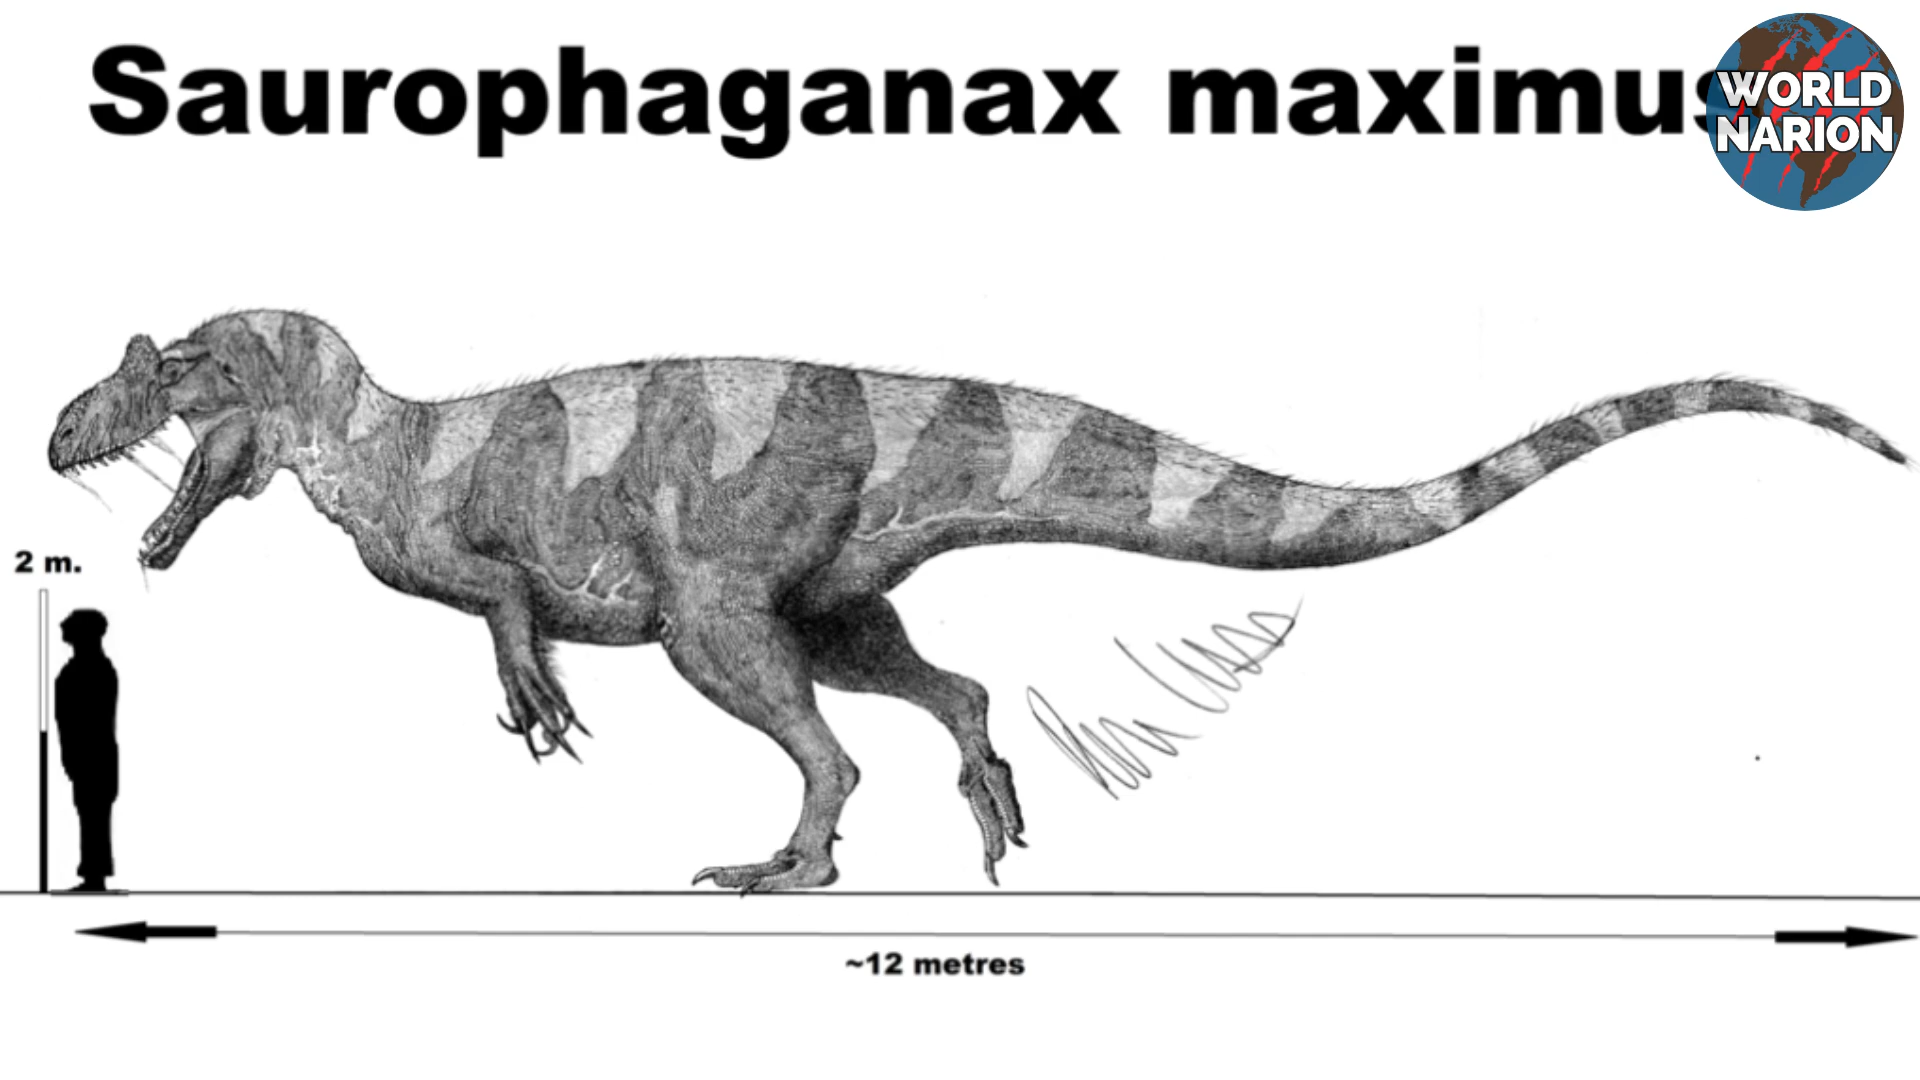 Saurophaganax maximus
WORLD
NARION
2 m.
~12 metres